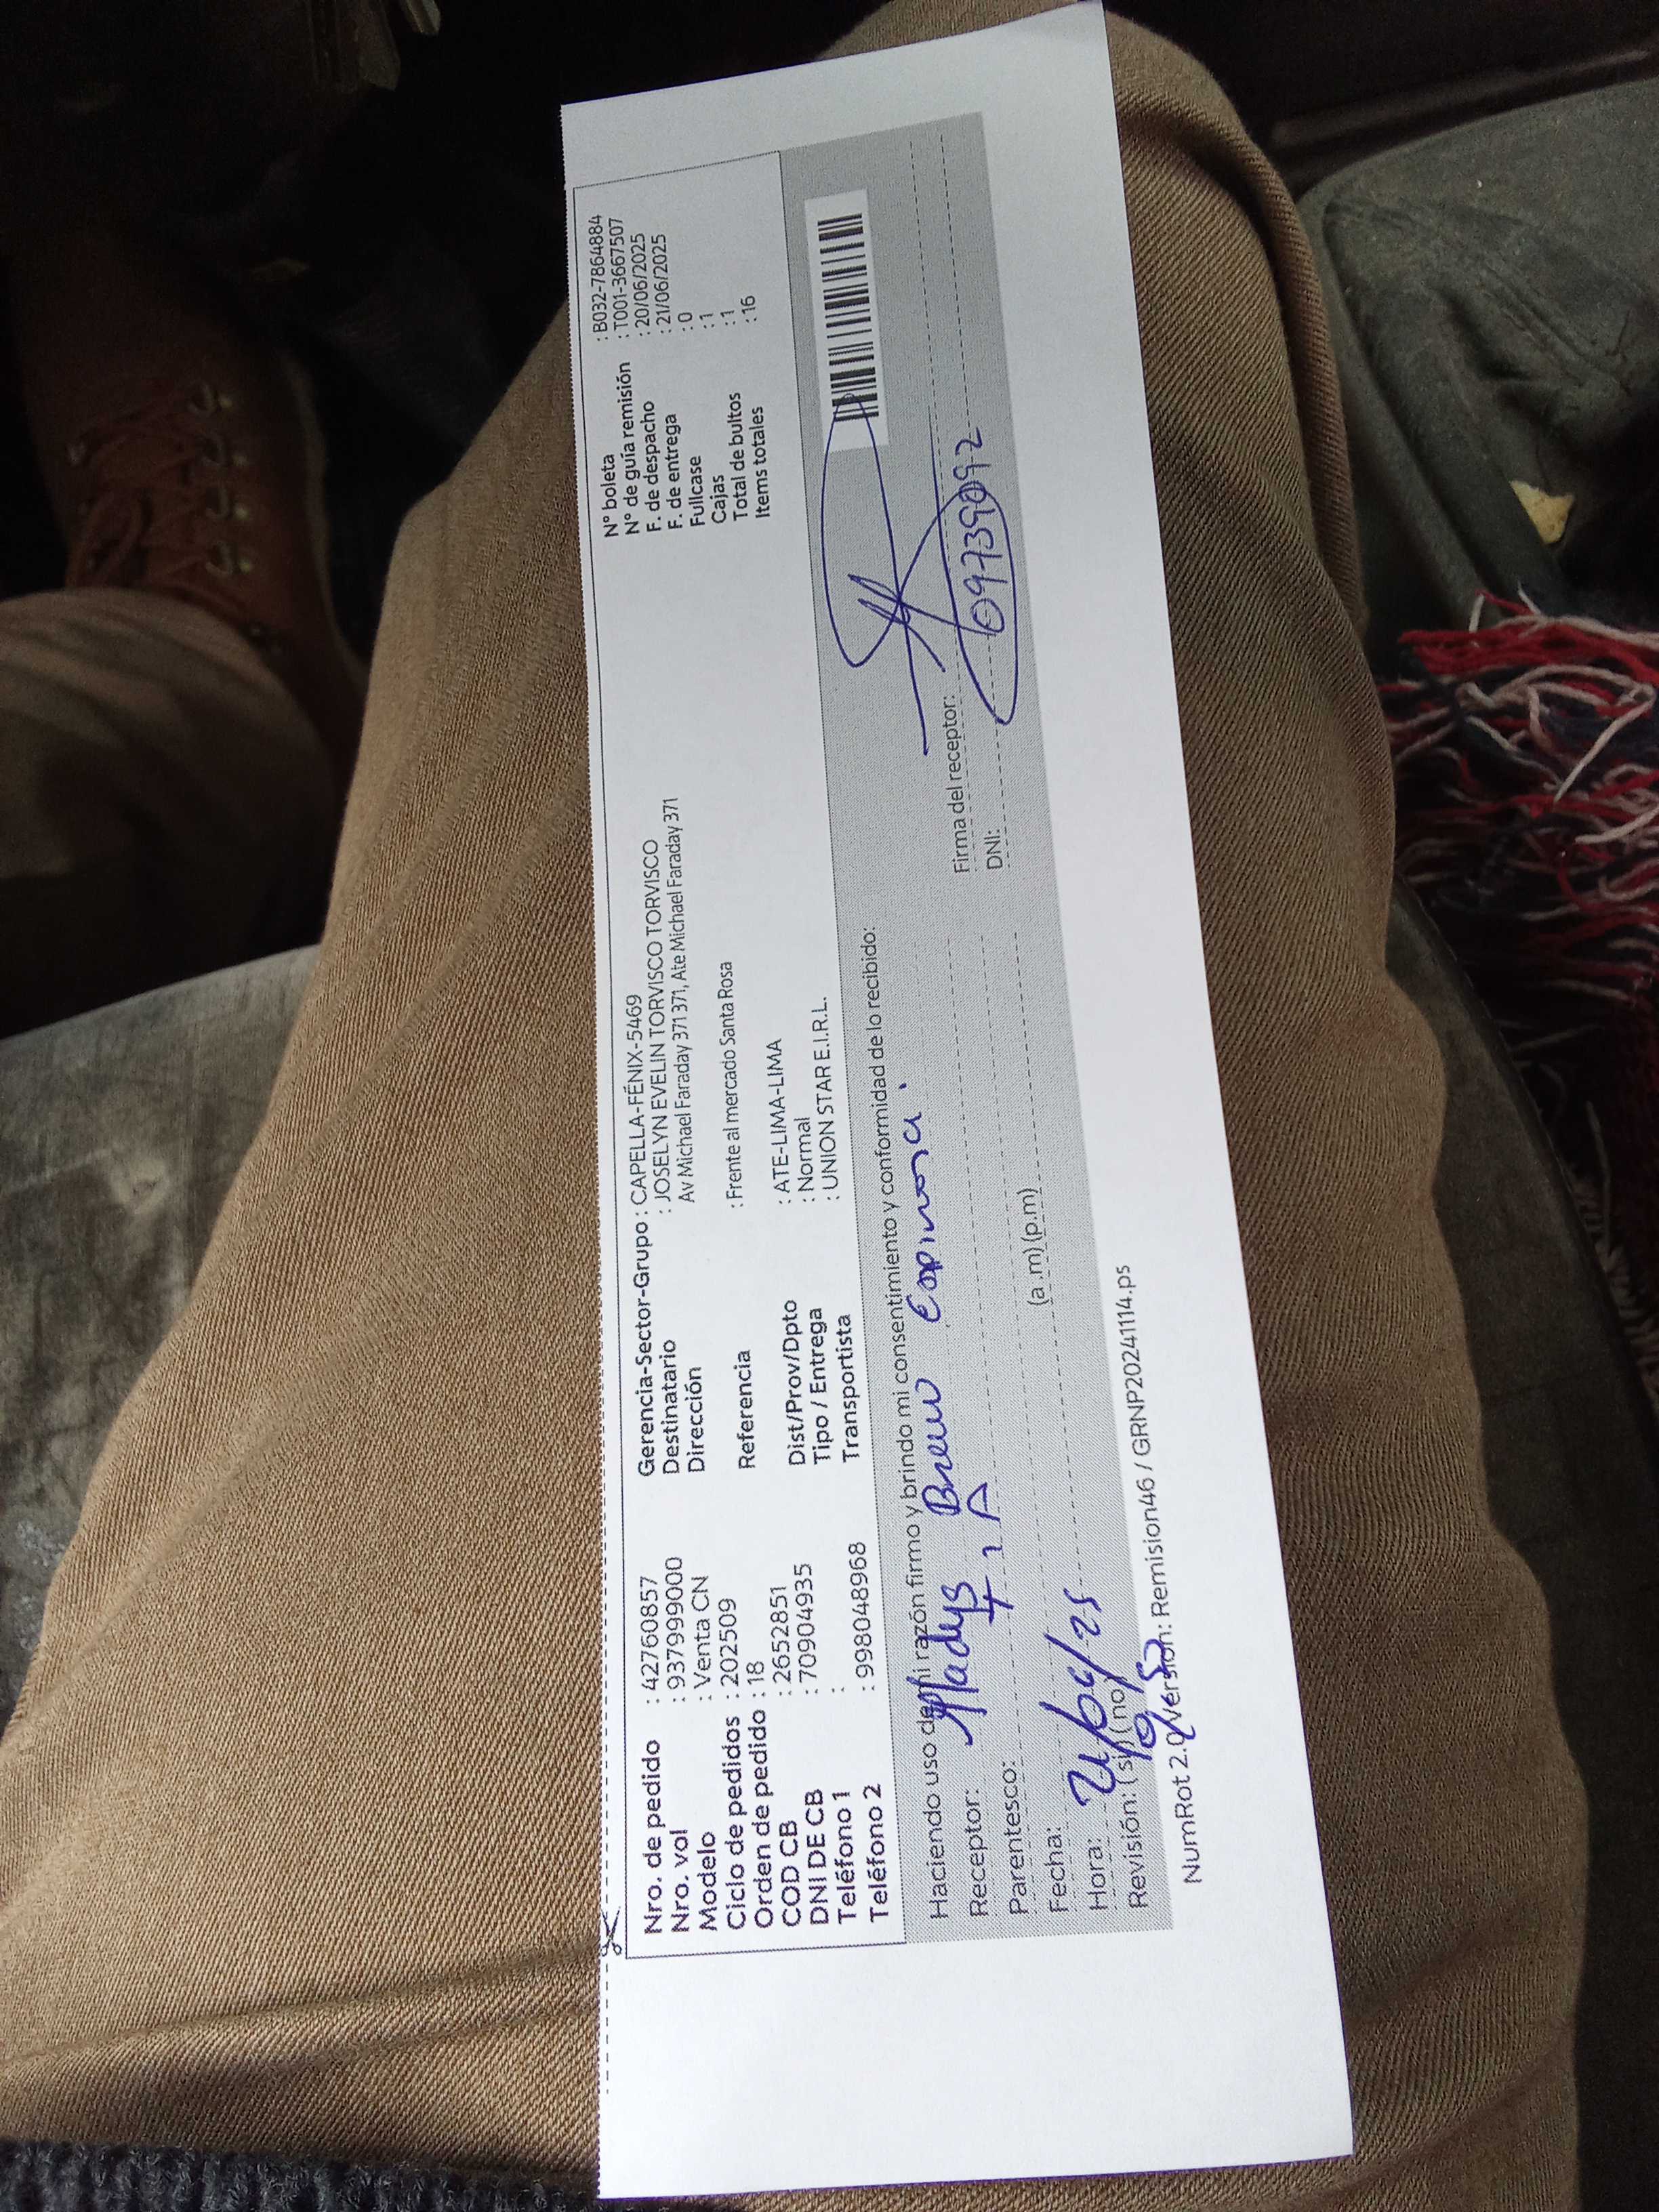 Nro. de pedido : 42760857
Nro. vol : 937999000
Modelo : Venta CN
Ciclo de pedidos : 202509
Orden de pedido : 18
COD CB : 2652851
DNI DE CB : 70904935
Teléfono 1 :
Teléfono 2 : 998048968
Gerencia-Sector-Grupo : CAPELLA-FÉNIX-5469
Destinatario : JOSELYN EVELIN TORVISCO TORVISCO
Dirección Av Michael Faraday 371 371, Ate Michael Faraday 371
Referencia : Frente al mercado Santa Rosa
Dist/Prov/Dpto : ATE-LIMA-LIMA
Tipo / Entrega : Normal
Transportista : UNION STAR E.I.R.L.
N° boleta : B032-7864884
N° de guía remisión : T001-3667507
F. de despacho : 20/06/2025
F. de entrega : 21/06/2025
Fullcase : 0
Cajas : 1
Total de bultos : 1
Items totales : 16
Haciendo uso de mi razón firmo y brindo mi consentimiento y conformidad de lo recibido:
Receptor: Gladys Bravo Espinoza.
Parentesco:
Fecha: 21/06/25
Hora: (a.m) (p.m)
Revisión: (si) (no)
Firma del receptor:
DNI: 09739092
NumRot 2.0 Versión: Remision46 / GRNP20241114.ps